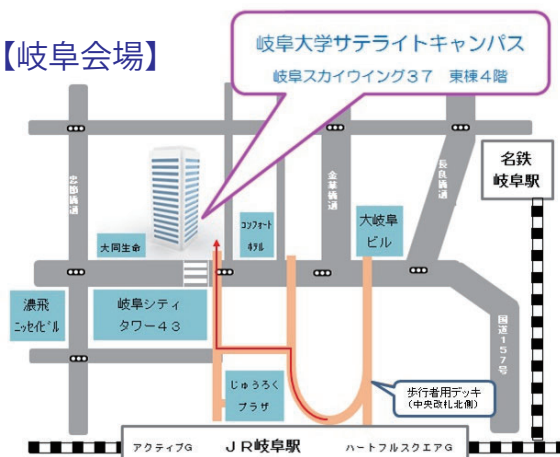 【岐阜会場】
岐阜大学サテライトキャンパス
岐阜スカイウイング37　東棟4階
名鉄
岐阜駅
忠節橋通
金華橋通
長良橋通
大同生命
コンフォート
ホテル
大岐阜
ビル
濃飛
ニッセイビル
岐阜シティ
タワー43
国道157号
じゅうろく
プラザ
歩行者用デッキ
(中央改札北側)
アクティブG
JR岐阜駅
ハートフルスクエアG